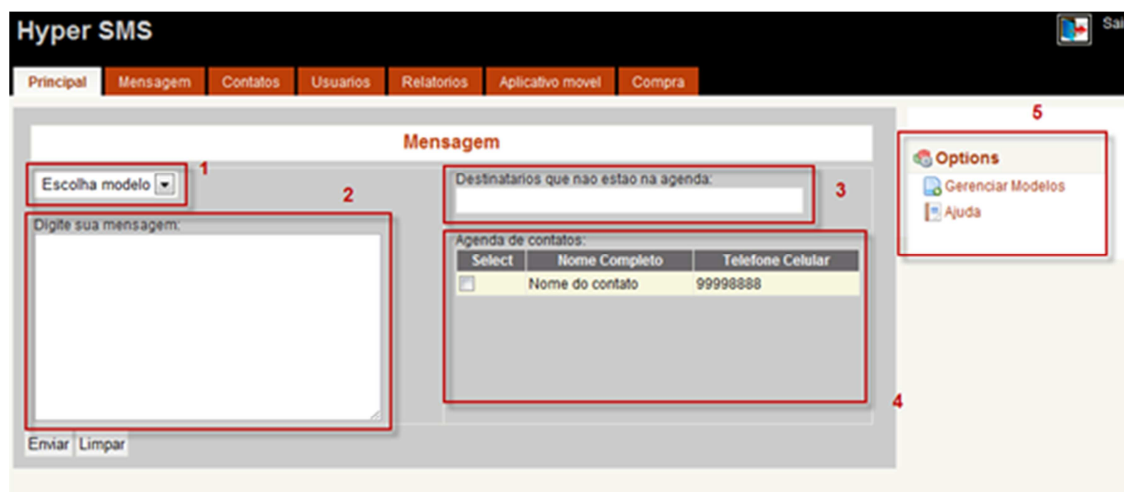 Hyper SMS
Sai
Principal Mensagem Contatos Usuarios Relatorios Aplicativo movel Compra
Mensagem
1
Escolha modelo
2
Digite sua mensagem:
Destinatarios que nao estao na agenda:
3
Agenda de contatos:
Select Nome Completo Telefone Celular
Nome do contato 99998888
4
Enviar Limpar
5
Options
Gerenciar Modelos
Ajuda